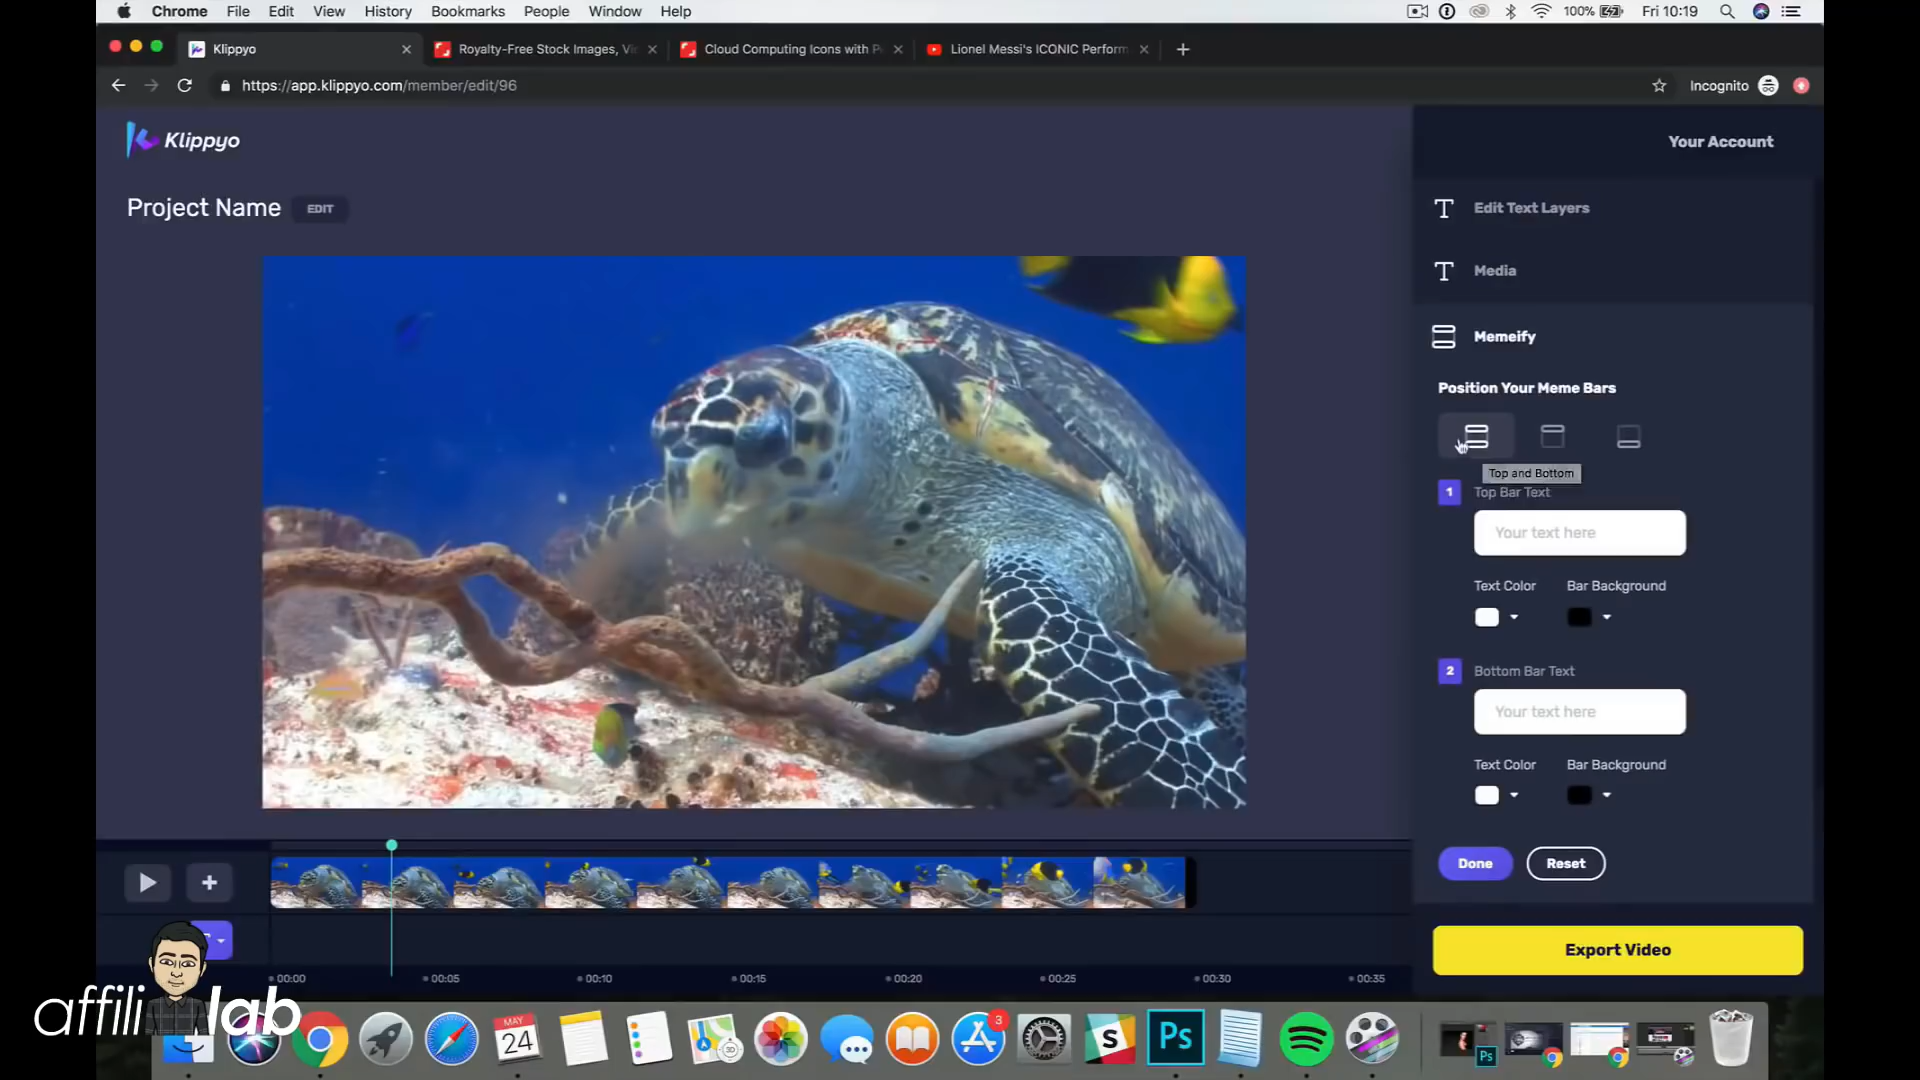 Chrome File Edit View History Bookmarks People Window Help 100% Fri 10:19
Klippyo Royalty-Free Stock Images, Cloud Computing Icons with Lionel Messi's ICONIC Perform
https://app.klippyo.com/member/edit/96 Incognito
Klippyo
Your Account
Project Name EDIT
T Edit Text Layers
T Media
Memeify
Position Your Meme Bars
Top and Bottom
1 Top Bar Text
Your text here
Text Color Bar Background
2 Bottom Bar Text
Your text here
Text Color Bar Background
Done Reset
Export Video
00:00 00:05 00:10 00:15 00:20 00:25 00:30 00:35
affili lab
MAY
24
3
S
Ps
Ps